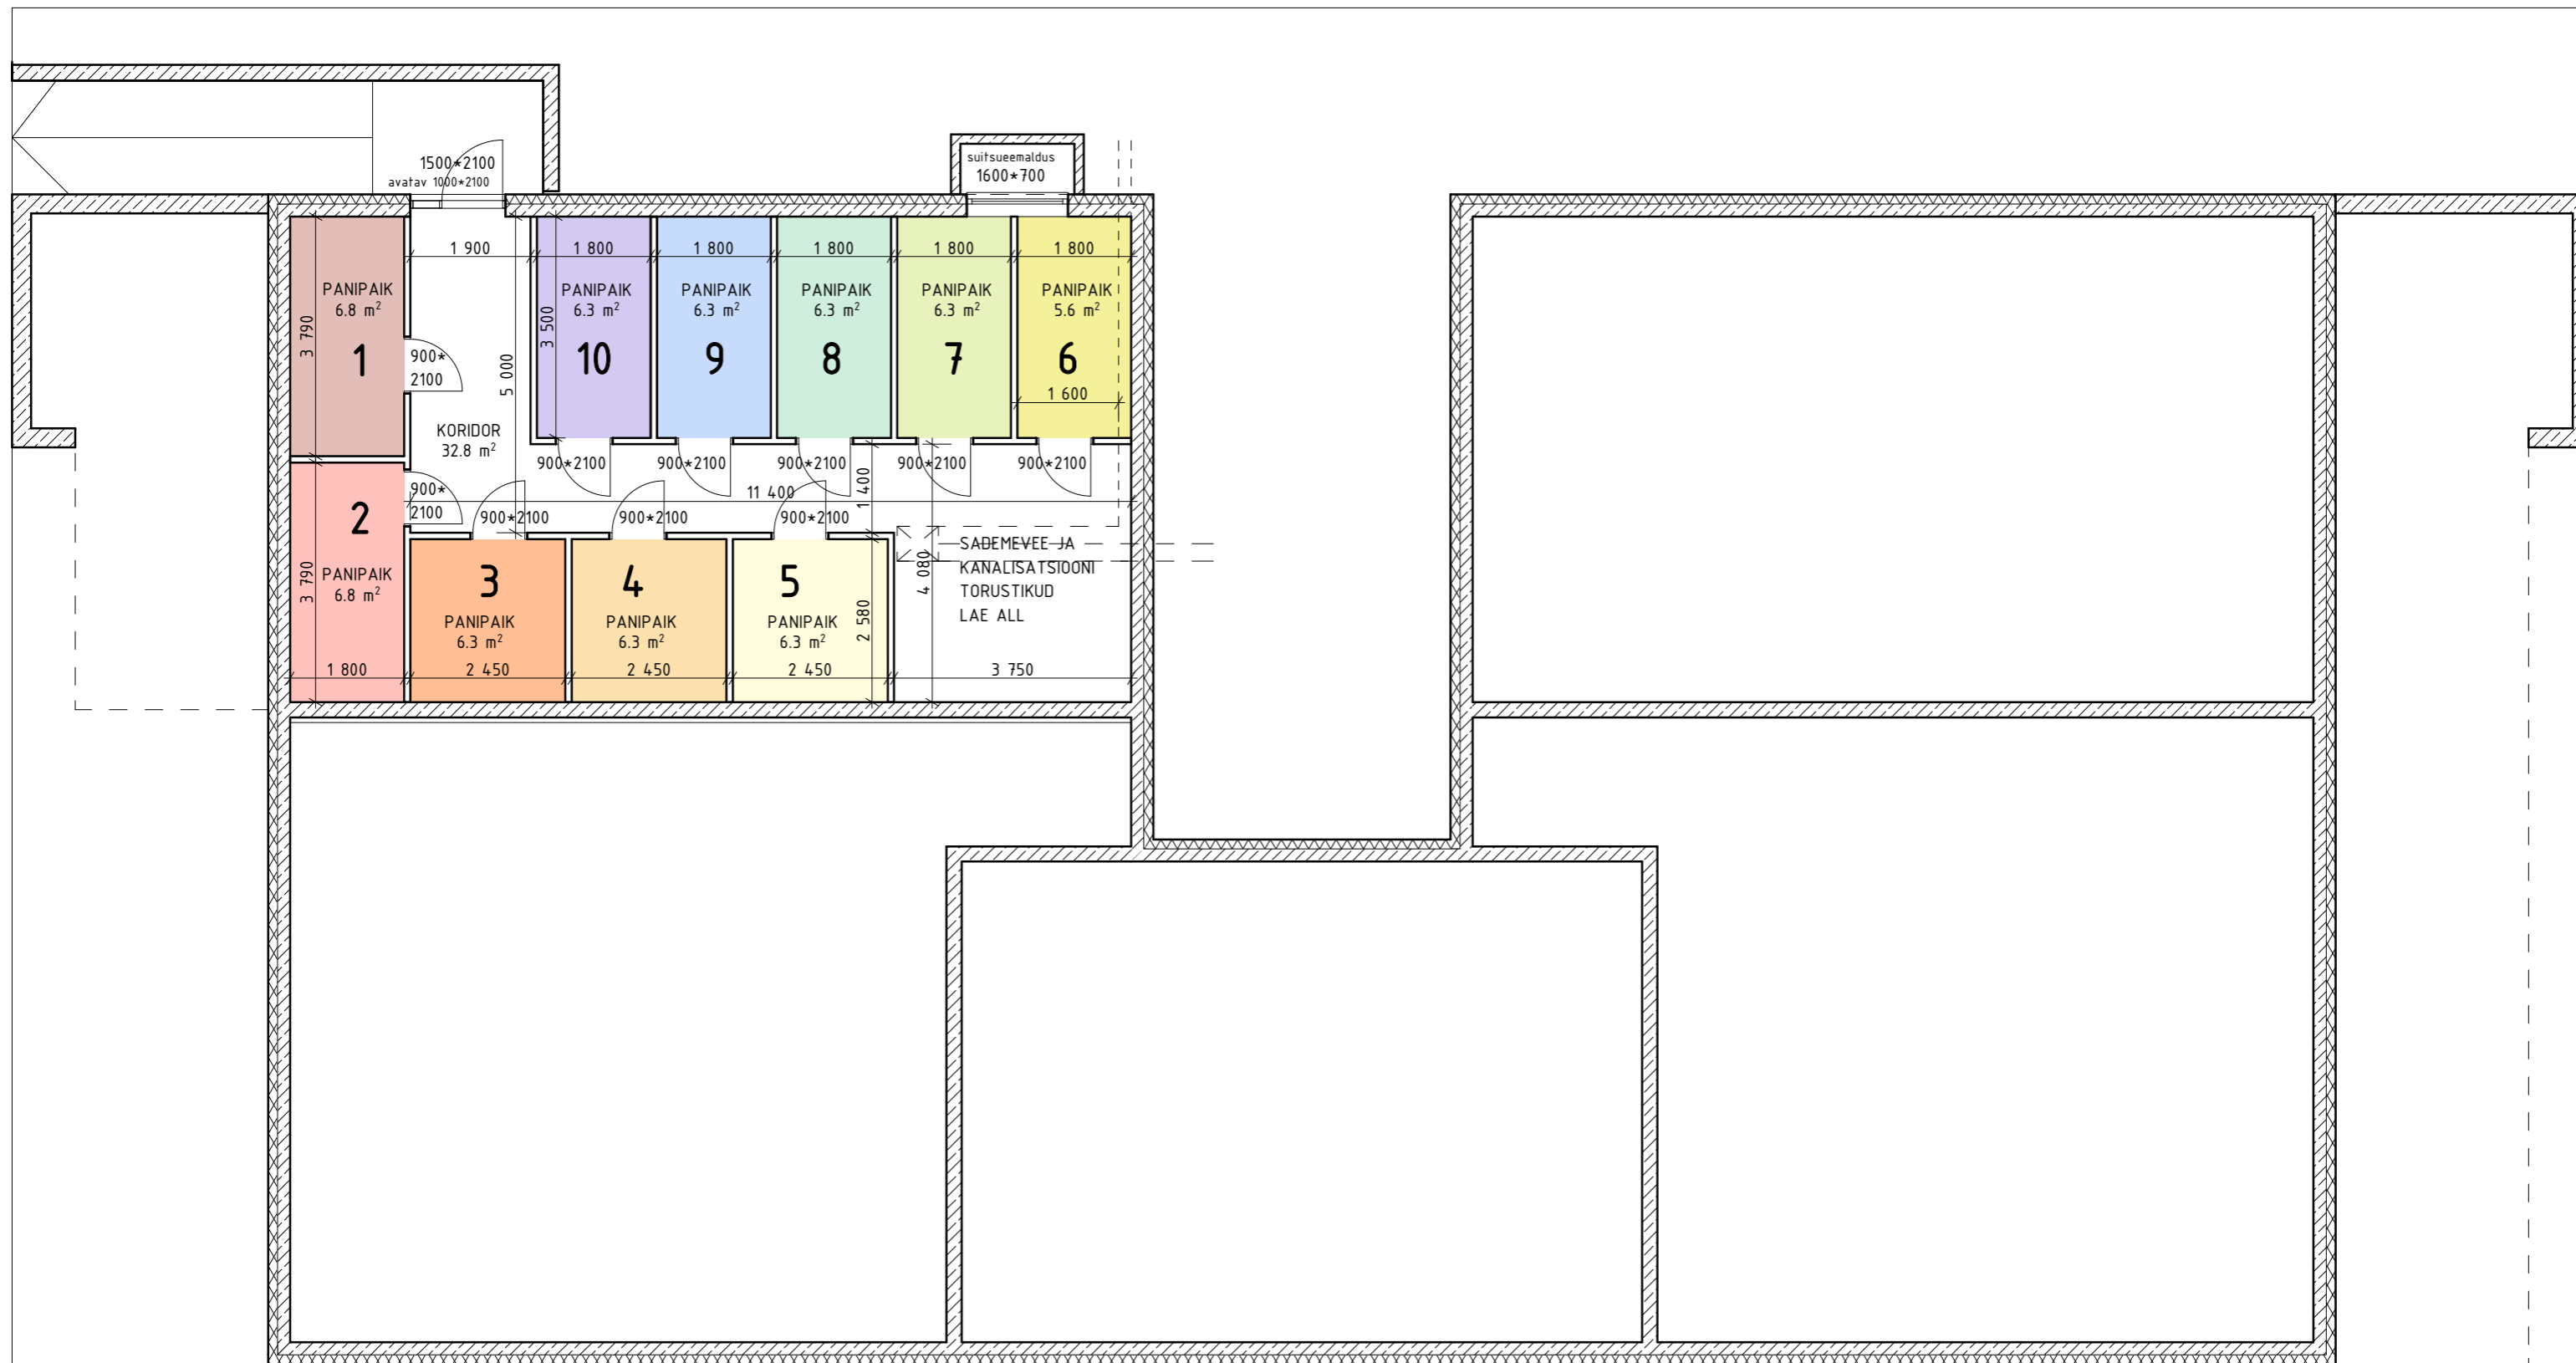 1500*2100
avatav 1000*2100
suitsueemaldus
1600*700
1 900
1 800
1 800
1 800
1 800
1 800
PANIPAIK
6.8 m²
1
3 790
900*
2100
5 000
3 500
PANIPAIK
6.3 m²
10
PANIPAIK
6.3 m²
9
PANIPAIK
6.3 m²
8
PANIPAIK
6.3 m²
7
PANIPAIK
5.6 m²
6
1 600
KORIDOR
32.8 m²
900*2100
900*2100
900*2100
900*2100
900*2100
11 400
1 400
900*
2100
900*2100
900*2100
900*2100
2
PANIPAIK
6.8 m²
3 790
1 800
3
PANIPAIK
6.3 m²
2 450
4
PANIPAIK
6.3 m²
2 450
5
PANIPAIK
6.3 m²
2 450
2 580
4 080
SADEMEVEE JA
KANALISATSIOONI
TORUSTIKUD
LAE ALL
3 750